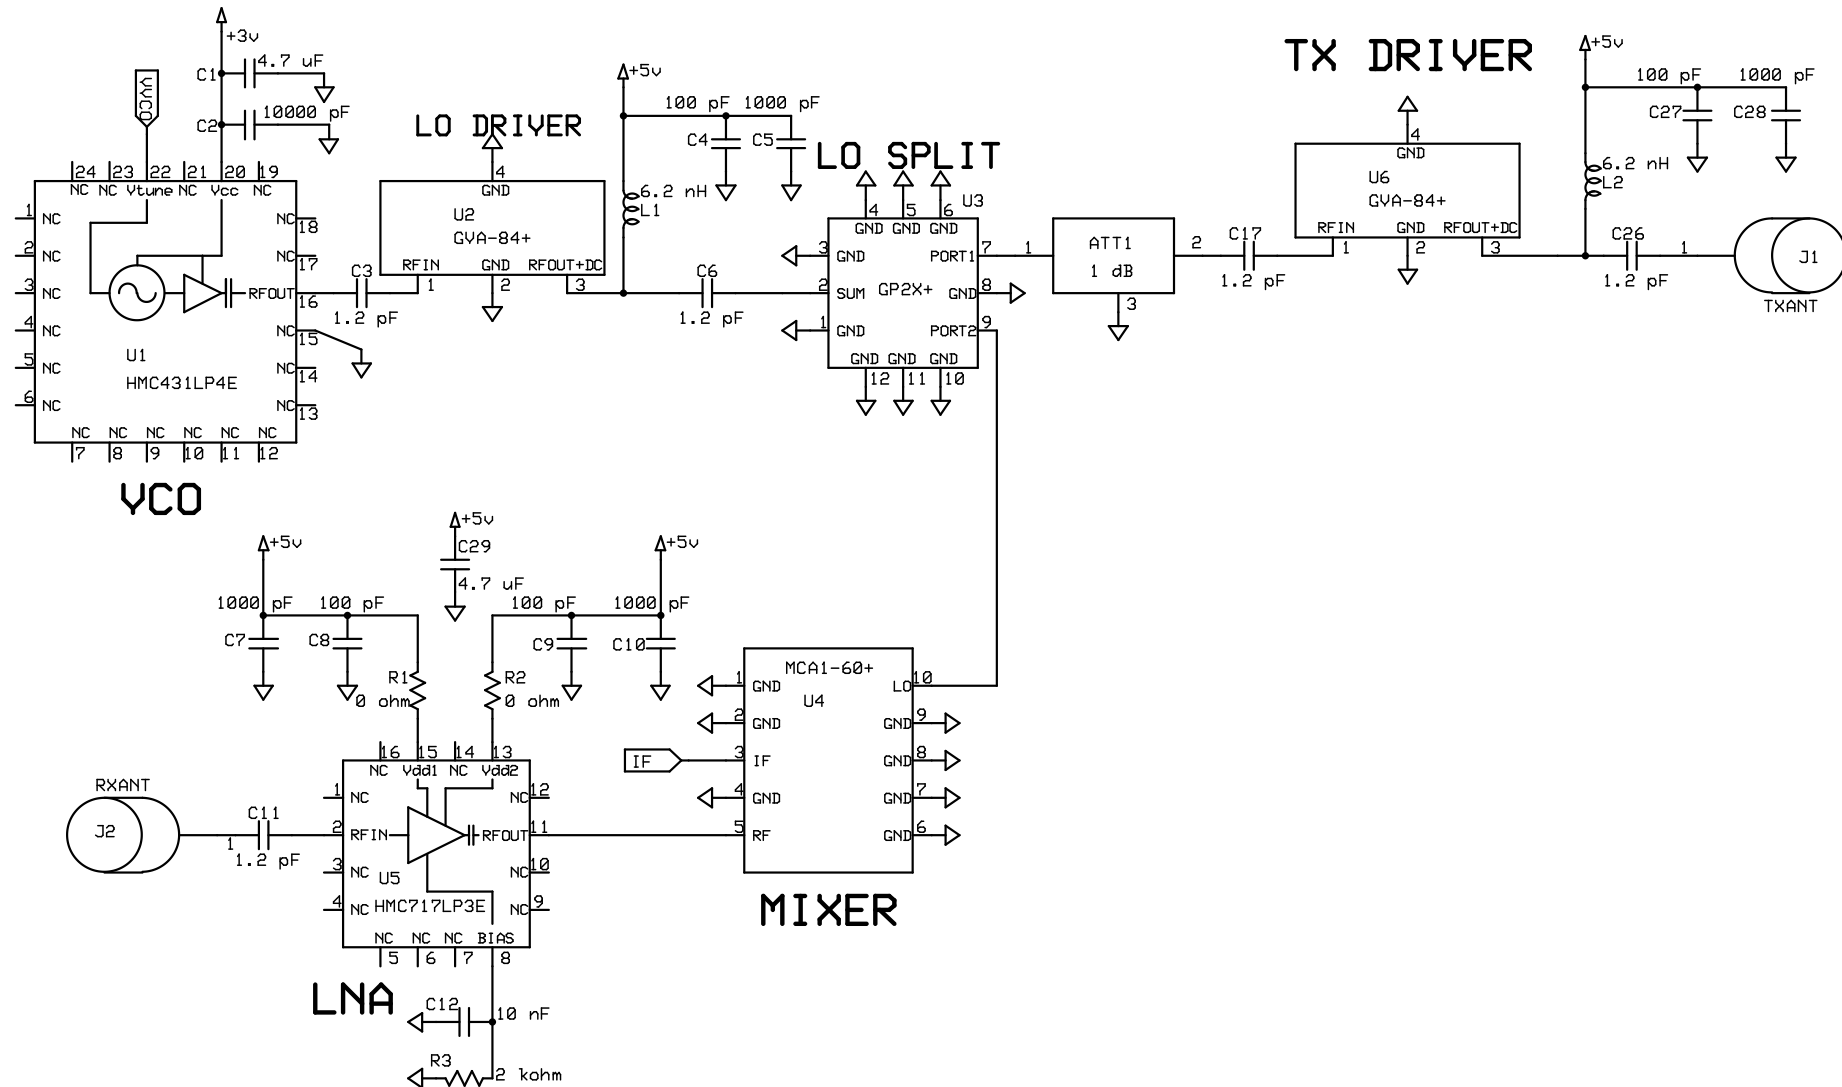 +3v
4.7 uF
C1
10000 pF
C2
VVCO
24 23 22 21 20 19
NC NC Vtune NC Vcc NC
1 NC
2 NC
3 NC
4 NC
5 NC
6 NC
NC 18
NC 17
RFOUT 16
NC 15
NC 14
NC 13
U1
HMC431LP4E
NC NC NC NC NC NC
7 8 9 10 11 12
VCO
C3
1.2 pF
LO DRIVER
4
GND
U2
GVA-84+
RFIN GND RFOUT+DC
1 2 3
+5v
100 pF 1000 pF
C4 C5
6.2 nH
L1
C6
1.2 pF
LO SPLIT
U3
4 5 6
GND GND GND
3 GND
2 SUM
1 GND
PORT1 7
GP2X+
GND 8
PORT2 9
GND GND GND
12 11 10
1
ATT1
1 dB
2
3
C17
1.2 pF
TX DRIVER
4
GND
U6
GVA-84+
RFIN GND RFOUT+DC
1 2 3
+5v
100 pF 1000 pF
C27 C28
6.2 nH
L2
C26
1.2 pF
1
J1
TXANT
+5v
1000 pF 100 pF
C7 C8
R1
0 ohm
+5v
C29
4.7 uF
+5v
100 pF 1000 pF
C9 C10
R2
0 ohm
16 15 14 13
NC Vdd1 NC Vdd2
1 NC
2 RFIN
3 NC
4 NC
NC 12
RFOUT 11
NC 10
NC 9
U5
HMC717LP3E
NC NC NC BIAS
5 6 7 8
LNA
RXANT
J2
1
C11
1.2 pF
C12
10 nF
R3
2 kohm
MCA1-60+
U4
1 GND
2 GND
3 IF
4 GND
5 RF
LO 10
GND 9
GND 8
GND 7
GND 6
IF
MIXER